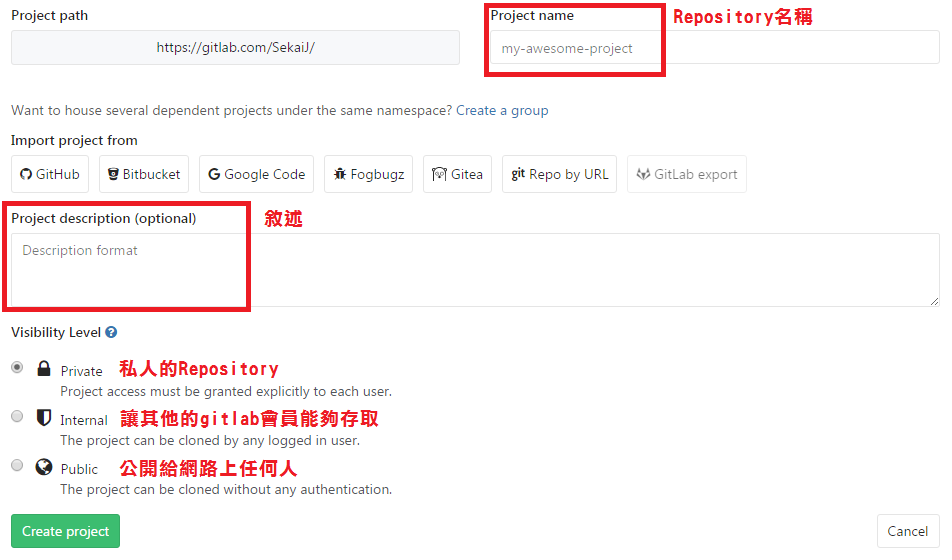 Project path
Project name Repository名稱
https://gitlab.com/SekaiJ/
my-awesome-project
Want to house several dependent projects under the same namespace? Create a group
Import project from
GitHub Bitbucket Google Code Fogbugz Gitea git Repo by URL GitLab export
Project description (optional) 敘述
Description format
Visibility Level
Private 私人的Repository
Project access must be granted explicitly to each user.
Internal 讓其他的gitlab會員能夠存取
The project can be cloned by any logged in user.
Public 公開給網路上任何人
The project can be cloned without any authentication.
Create project Cancel